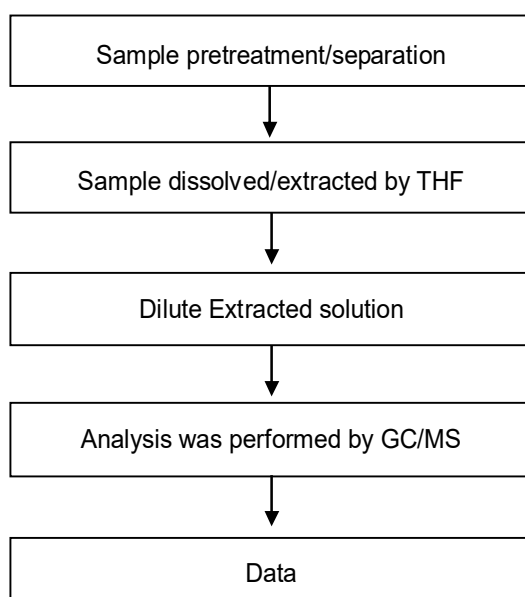 Sample pretreatment/separation
Sample dissolved/extracted by THF
Dilute Extracted solution
Analysis was performed by GC/MS
Data